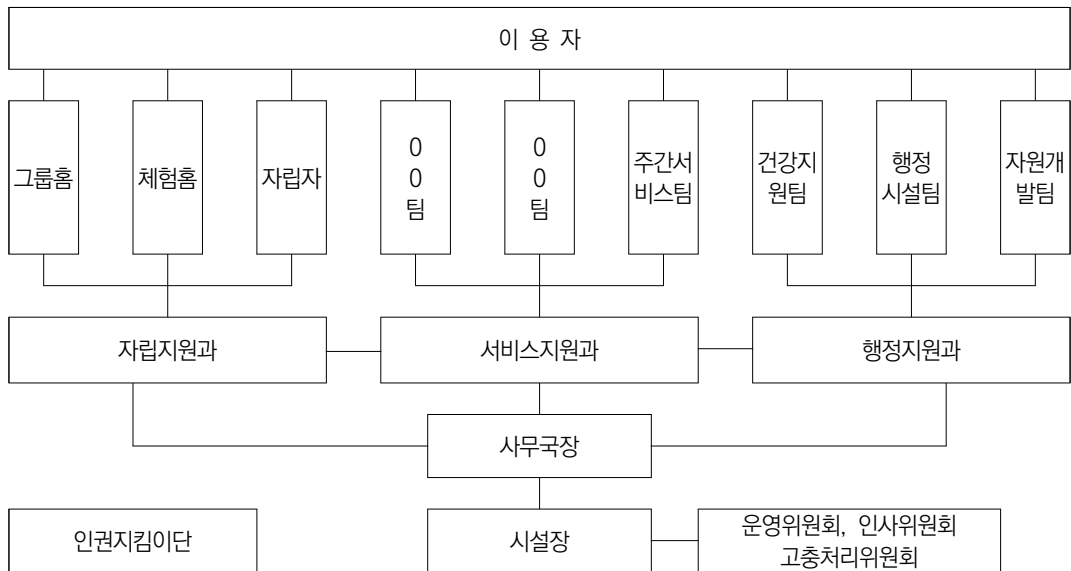 이 용 자
그룹홈
체험홈
자립자
0
0
팀
0
0
팀
주간서
비스팀
건강지
원팀
행정
시설팀
자원개
발팀
자립지원과
서비스지원과
행정지원과
사무국장
인권지킴이단
시설장
운영위원회, 인사위원회
고충처리위원회